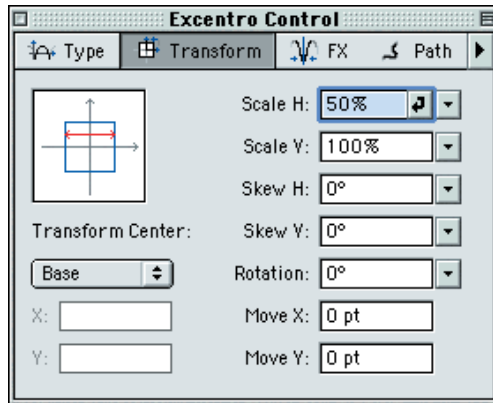 Excentro Control
Type Transform FX Path
Scale H: 50%
Scale V: 100%
Skew H: 0°
Transform Center: Skew V: 0°
Base Rotation: 0°
X: Move X: 0 pt
Y: Move Y: 0 pt